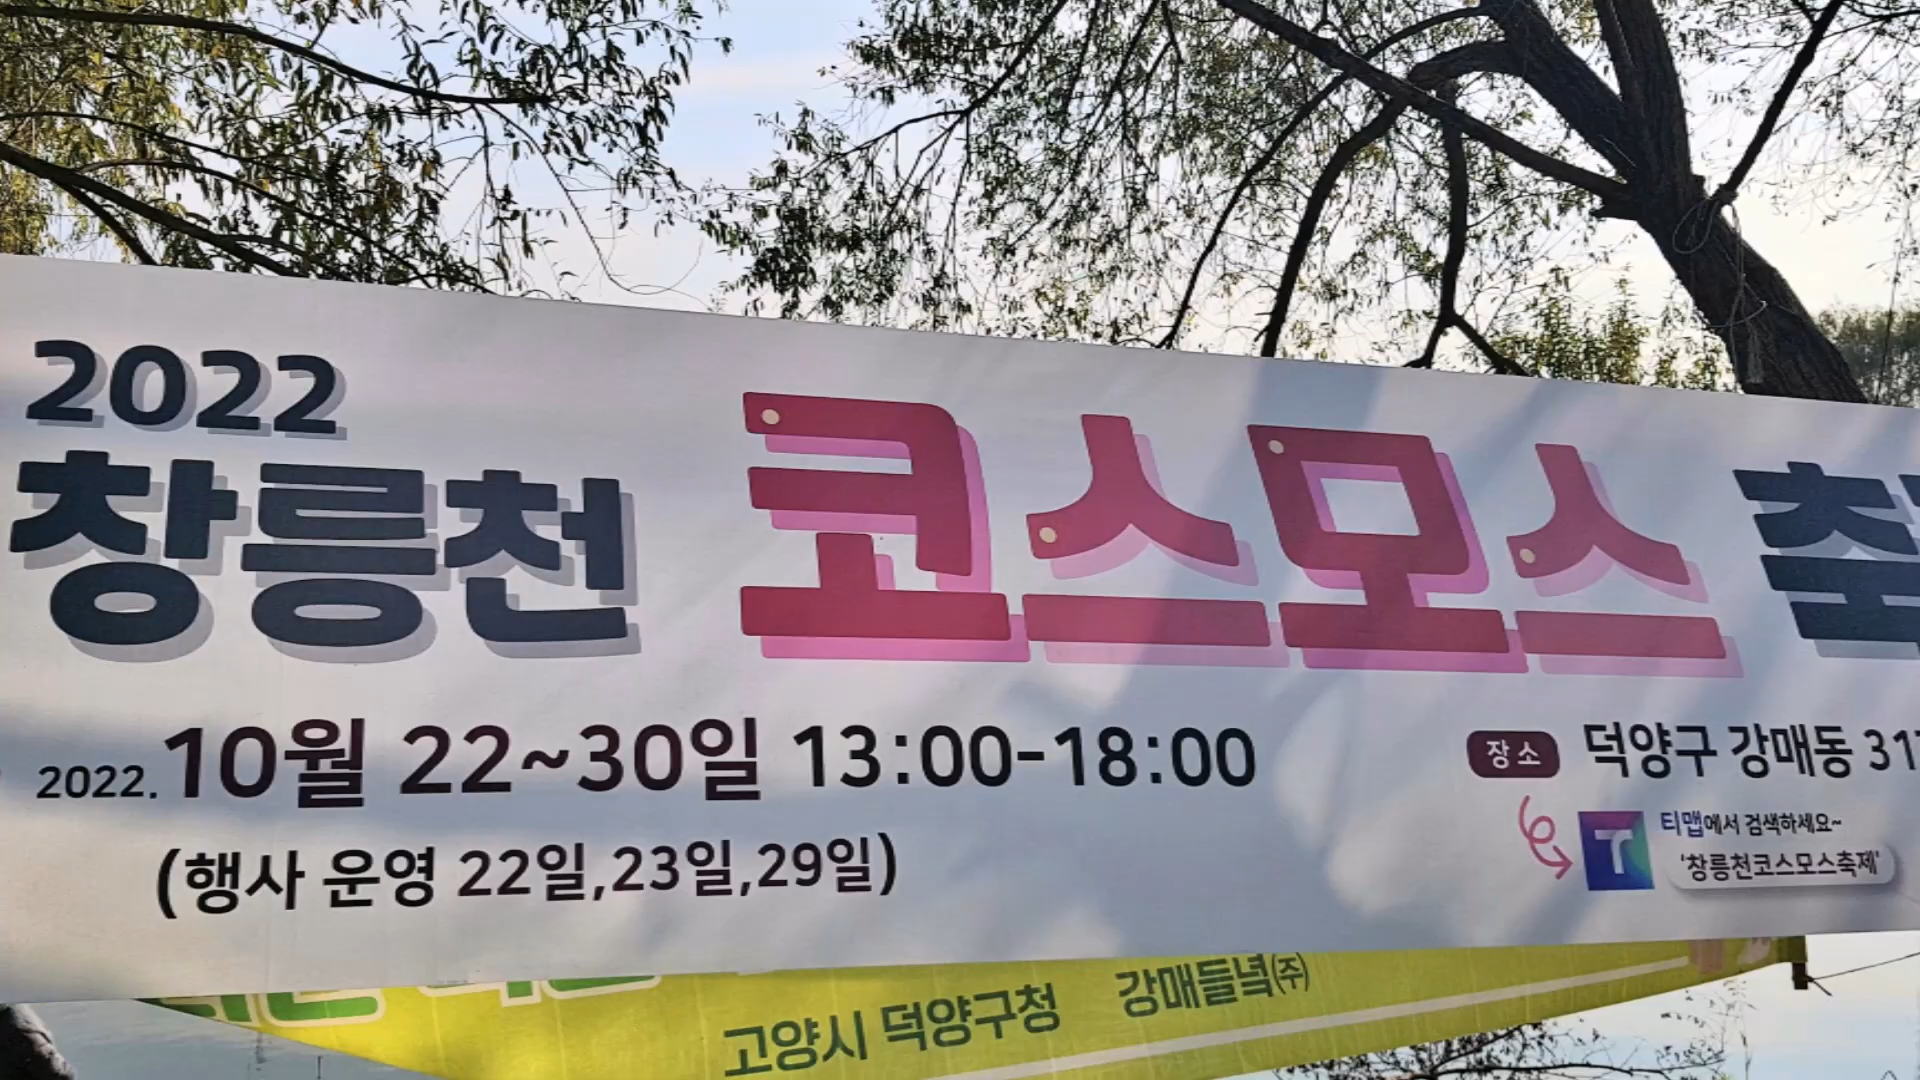 2022
창릉천 코스모스
2022. 10월 22~30일 13:00-18:00
(행사 운영 22일,23일,29일)
장소 덕양구 강매동
티맵에서 검색하세요~
'창릉천코스모스축제'
고양시 덕양구청 강매들녘(주)